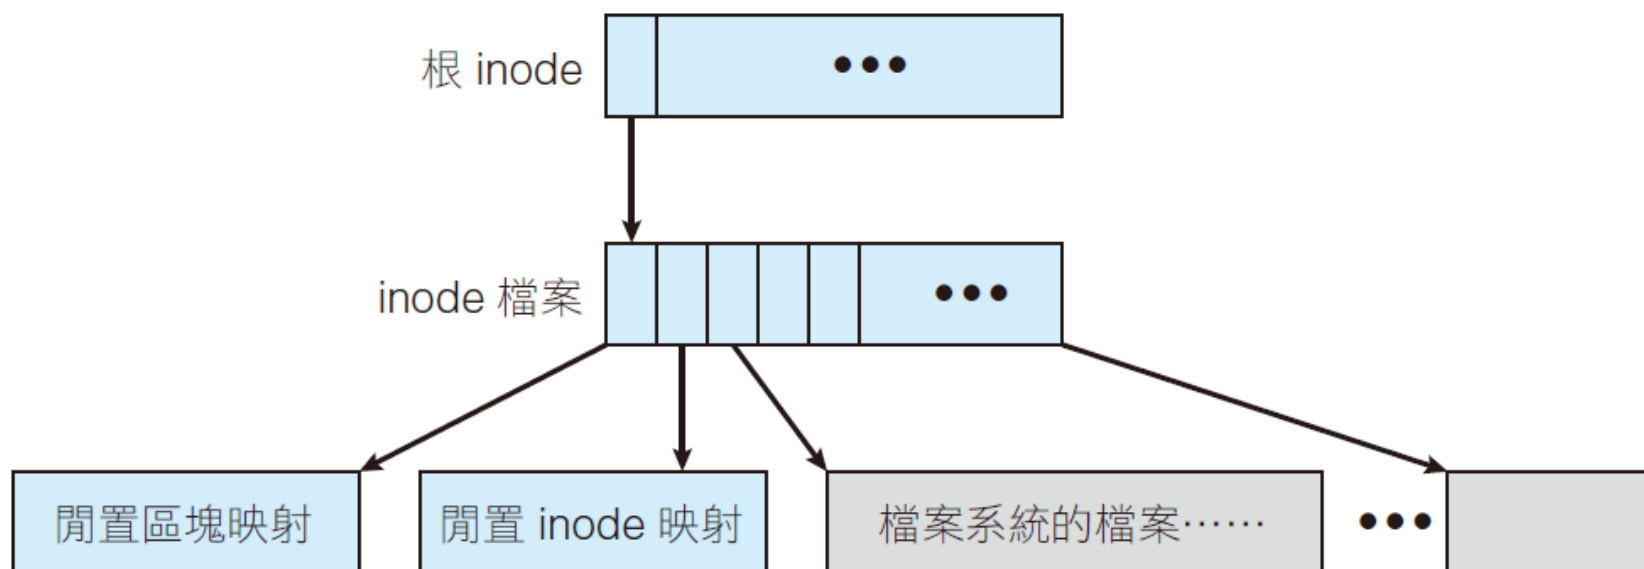 根 inode
•••
inode 檔案
•••
閒置區塊映射
閒置 inode 映射
檔案系統的檔案……
•••